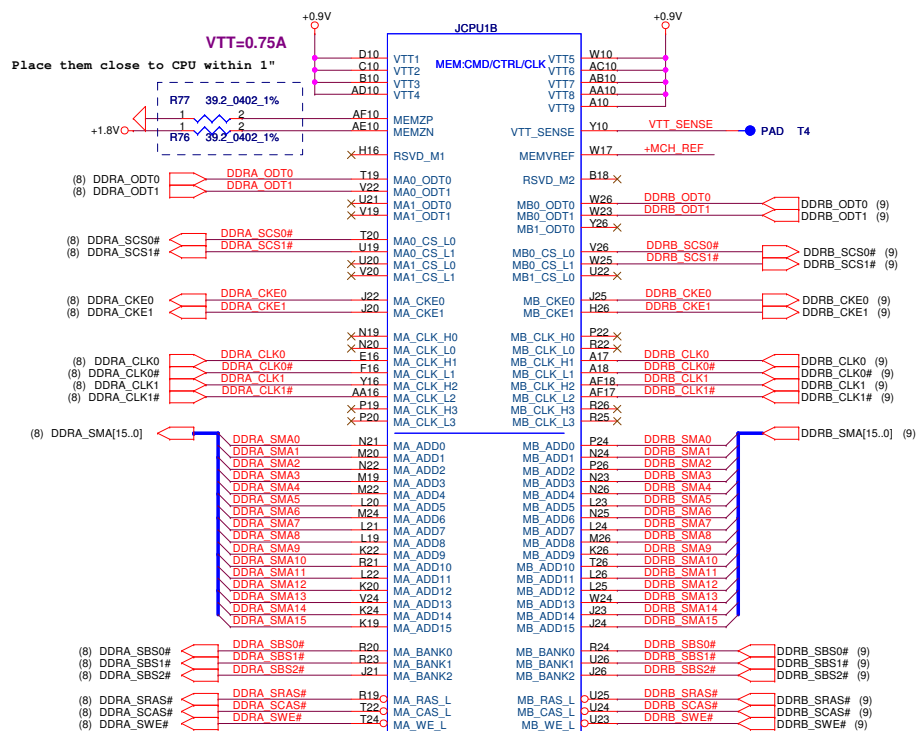 +0.9V +0.9V
JCPU1B
VTT=0.75A
MEM:CMD/CTRL/CLK
Place them close to CPU within 1"
D10 VTT1 VTT5 W10
C10 VTT2 VTT6 AC10
B10 VTT3 VTT7 AB10
AD10 VTT4 VTT8 AA10
VTT9 A10
R77 39.2_0402_1%
1 2 AF10 MEMZP
+1.8V 1 2 AE10 MEMZN VTT_SENSE Y10 VTT_SENSE PAD T4
R76 39.2_0402_1%
H16 RSVD_M1 MEMVREF W17 +MCH_REF
RSVD_M2 B18
(8) DDRA_ODT0 DDRA_ODT0 T19 MA0_ODT0
(8) DDRA_ODT1 DDRA_ODT1 V22 MA0_ODT1
U21 MA1_ODT0 MB0_ODT0 W26 DDRB_ODT0 DDRB_ODT0 (9)
V19 MA1_ODT1 MB0_ODT1 W23 DDRB_ODT1 DDRB_ODT1 (9)
MB1_ODT0 Y26
(8) DDRA_SCS0# DDRA_SCS0# T20 MA0_CS_L0
(8) DDRA_SCS1# DDRA_SCS1# U19 MA0_CS_L1 MB0_CS_L0 V26 DDRB_SCS0# DDRB_SCS0# (9)
U20 MA1_CS_L0 MB0_CS_L1 W25 DDRB_SCS1# DDRB_SCS1# (9)
V20 MA1_CS_L1 MB1_CS_L0 U22
(8) DDRA_CKE0 DDRA_CKE0 J22 MA_CKE0 MB_CKE0 J25 DDRB_CKE0 DDRB_CKE0 (9)
(8) DDRA_CKE1 DDRA_CKE1 J20 MA_CKE1 MB_CKE1 H26 DDRB_CKE1 DDRB_CKE1 (9)
N19 MA_CLK_H0 MB_CLK_H0 P22
N20 MA_CLK_L0 MB_CLK_L0 R22
(8) DDRA_CLK0 DDRA_CLK0 E16 MA_CLK_H1 MB_CLK_H1 A17 DDRB_CLK0 DDRB_CLK0 (9)
(8) DDRA_CLK0# DDRA_CLK0# F16 MA_CLK_L1 MB_CLK_L1 A18 DDRB_CLK0# DDRB_CLK0# (9)
(8) DDRA_CLK1 DDRA_CLK1 Y16 MA_CLK_H2 MB_CLK_H2 AF18 DDRB_CLK1 DDRB_CLK1 (9)
(8) DDRA_CLK1# DDRA_CLK1# AA16 MA_CLK_L2 MB_CLK_L2 AF17 DDRB_CLK1# DDRB_CLK1# (9)
P19 MA_CLK_H3 MB_CLK_H3 R26
P20 MA_CLK_L3 MB_CLK_L3 R25
(8) DDRA_SMA[15..0] DDRB_SMA[15..0] (9)
DDRA_SMA0 N21 MA_ADD0 MB_ADD0 P24 DDRB_SMA0
DDRA_SMA1 M20 MA_ADD1 MB_ADD1 N24 DDRB_SMA1
DDRA_SMA2 N22 MA_ADD2 MB_ADD2 P26 DDRB_SMA2
DDRA_SMA3 M19 MA_ADD3 MB_ADD3 N23 DDRB_SMA3
DDRA_SMA4 M22 MA_ADD4 MB_ADD4 N26 DDRB_SMA4
DDRA_SMA5 L20 MA_ADD5 MB_ADD5 L23 DDRB_SMA5
DDRA_SMA6 M24 MA_ADD6 MB_ADD6 N25 DDRB_SMA6
DDRA_SMA7 L21 MA_ADD7 MB_ADD7 L24 DDRB_SMA7
DDRA_SMA8 L19 MA_ADD8 MB_ADD8 M26 DDRB_SMA8
DDRA_SMA9 K22 MA_ADD9 MB_ADD9 K26 DDRB_SMA9
DDRA_SMA10 R21 MA_ADD10 MB_ADD10 T26 DDRB_SMA10
DDRA_SMA11 L22 MA_ADD11 MB_ADD11 L26 DDRB_SMA11
DDRA_SMA12 K20 MA_ADD12 MB_ADD12 L25 DDRB_SMA12
DDRA_SMA13 V24 MA_ADD13 MB_ADD13 W24 DDRB_SMA13
DDRA_SMA14 K24 MA_ADD14 MB_ADD14 J23 DDRB_SMA14
DDRA_SMA15 K19 MA_ADD15 MB_ADD15 J24 DDRB_SMA15
(8) DDRA_SBS0# DDRA_SBS0# R20 MA_BANK0 MB_BANK0 R24 DDRB_SBS0# DDRB_SBS0# (9)
(8) DDRA_SBS1# DDRA_SBS1# R23 MA_BANK1 MB_BANK1 U26 DDRB_SBS1# DDRB_SBS1# (9)
(8) DDRA_SBS2# DDRA_SBS2# J21 MA_BANK2 MB_BANK2 J26 DDRB_SBS2# DDRB_SBS2# (9)
(8) DDRA_SRAS# DDRA_SRAS# R19 MA_RAS_L MB_RAS_L U25 DDRB_SRAS# DDRB_SRAS# (9)
(8) DDRA_SCAS# DDRA_SCAS# T22 MA_CAS_L MB_CAS_L U24 DDRB_SCAS# DDRB_SCAS# (9)
(8) DDRA_SWE# DDRA_SWE# T24 MA_WE_L MB_WE_L U23 DDRB_SWE# DDRB_SWE# (9)